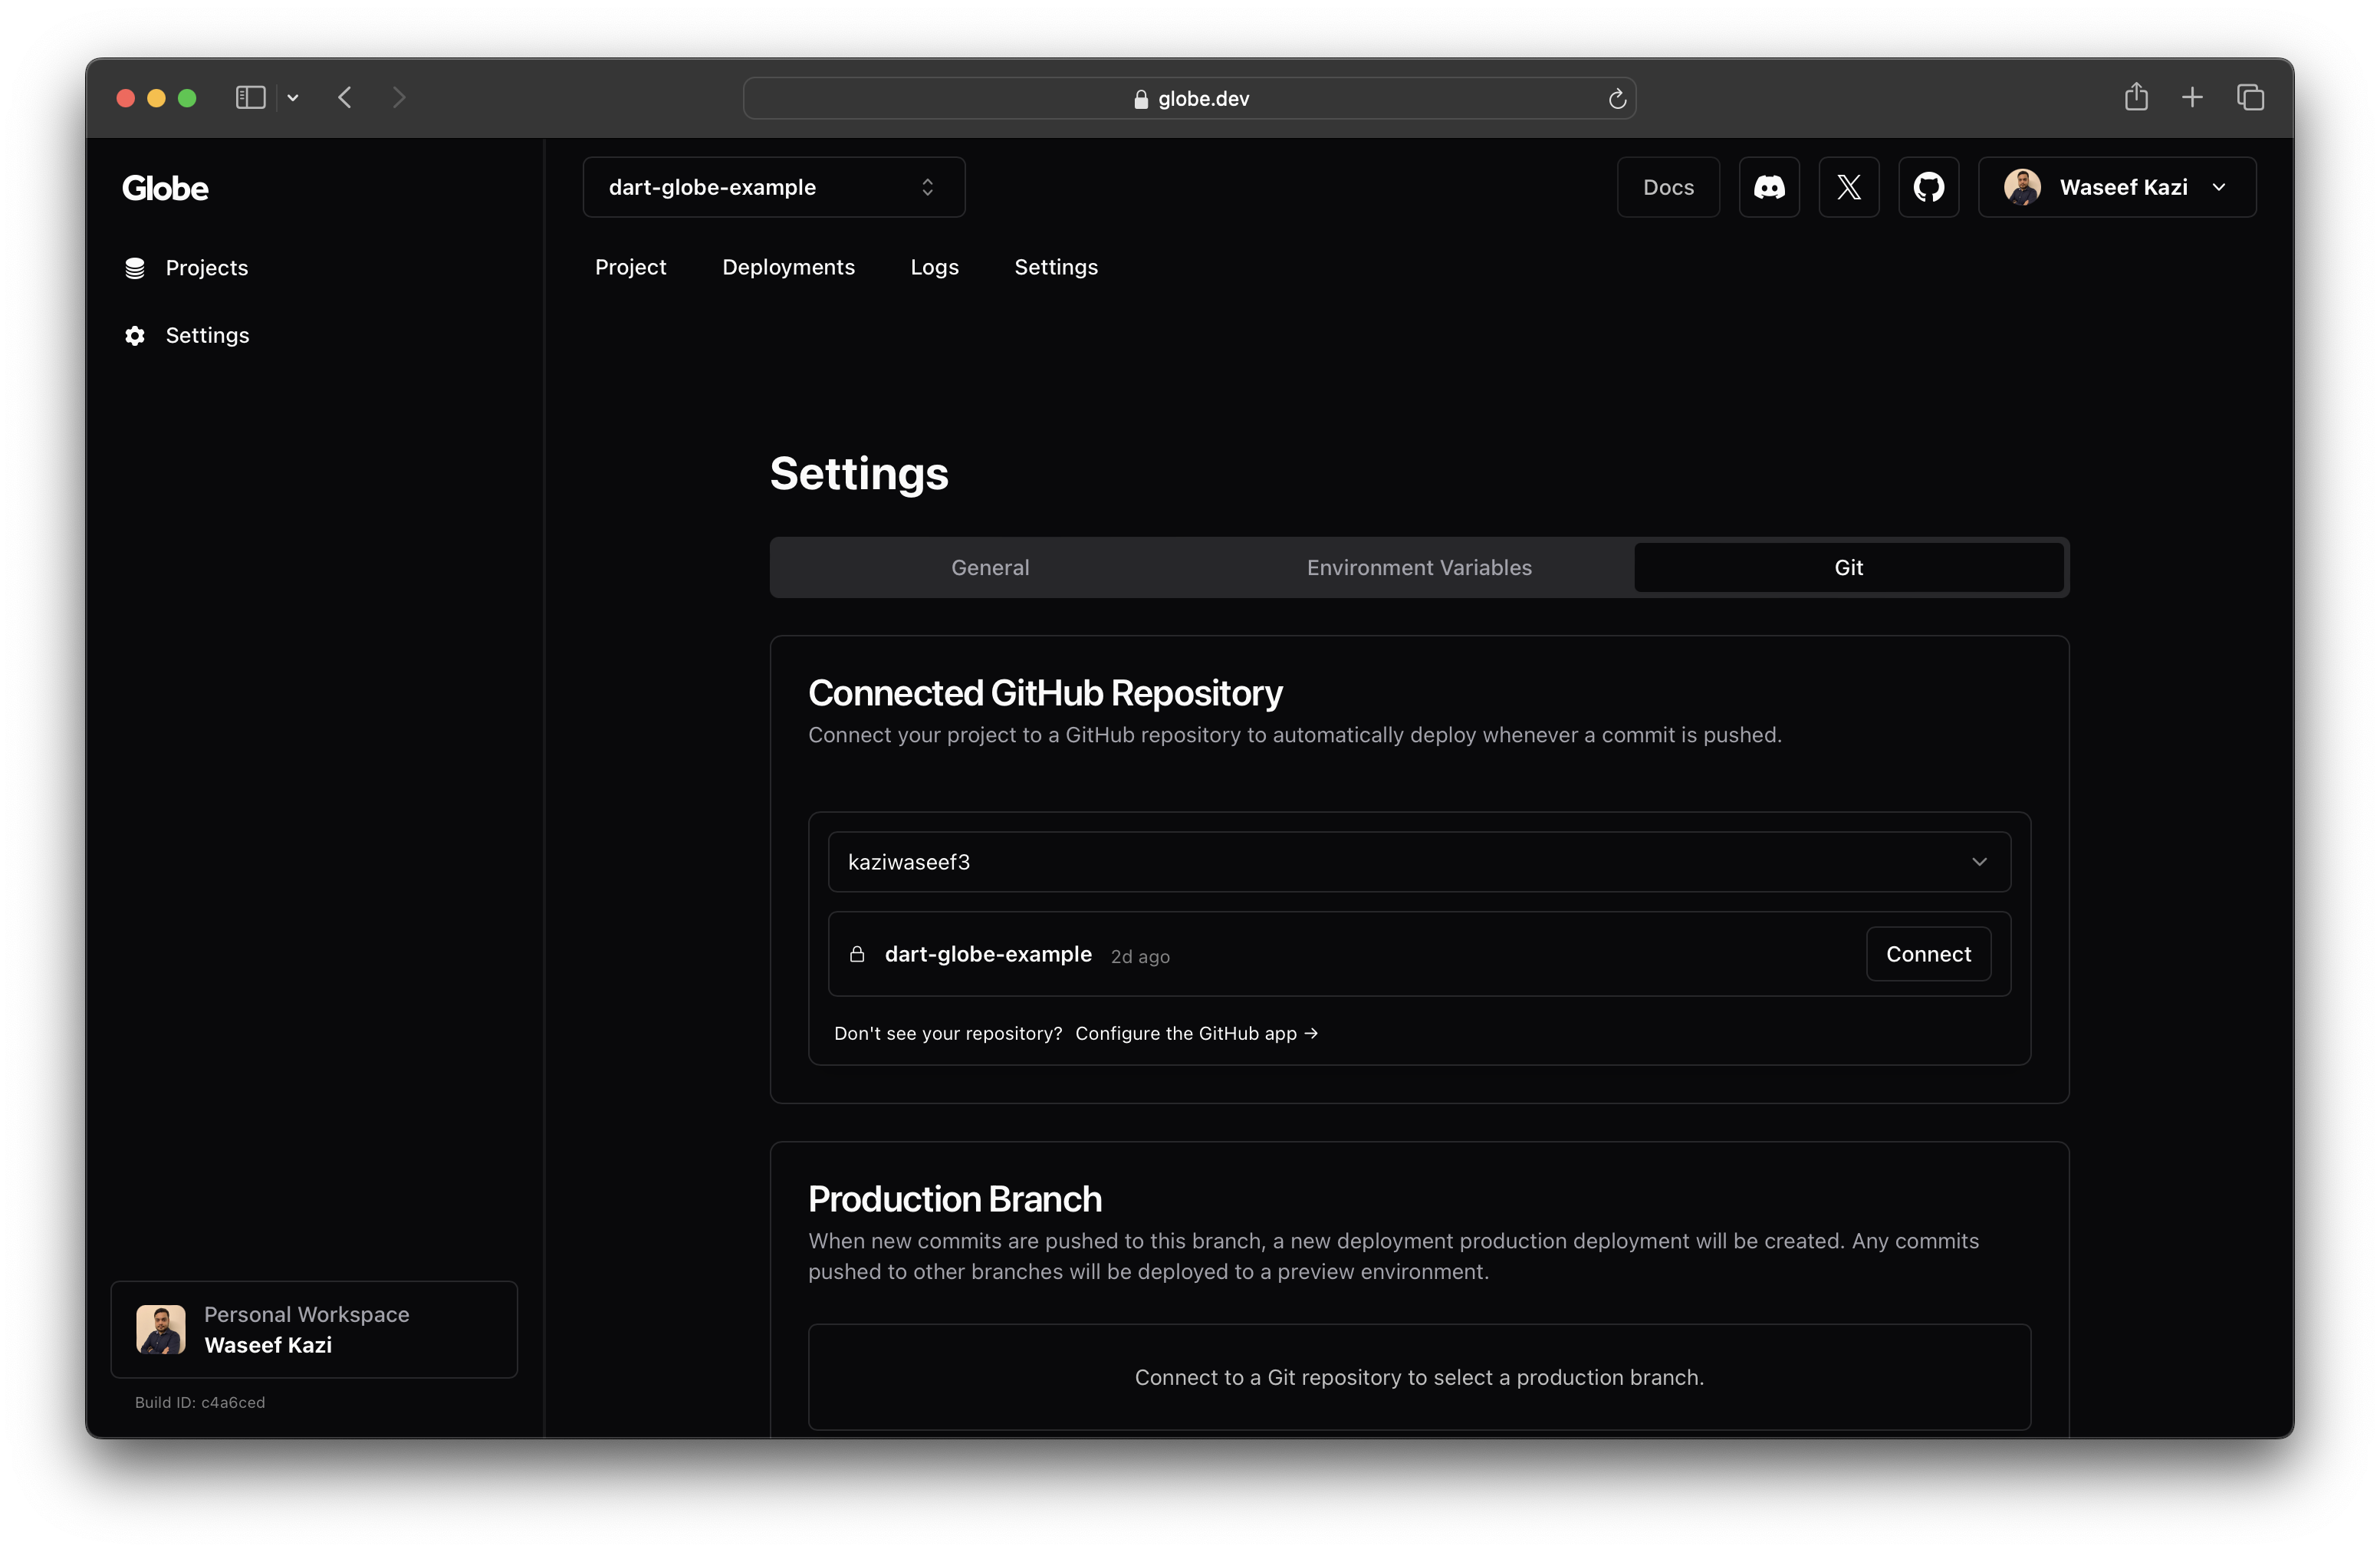 globe.dev
Globe
Projects
Settings
dart-globe-example
Docs
Waseef Kazi
Project
Deployments
Logs
Settings
Settings
General
Environment Variables
Git
Connected GitHub Repository
Connect your project to a GitHub repository to automatically deploy whenever a commit is pushed.
kaziwaseef3
dart-globe-example 2d ago
Connect
Don't see your repository? Configure the GitHub app →
Production Branch
When new commits are pushed to this branch, a new deployment production deployment will be created. Any commits
pushed to other branches will be deployed to a preview environment.
Connect to a Git repository to select a production branch.
Personal Workspace
Waseef Kazi
Build ID: c4a6ced